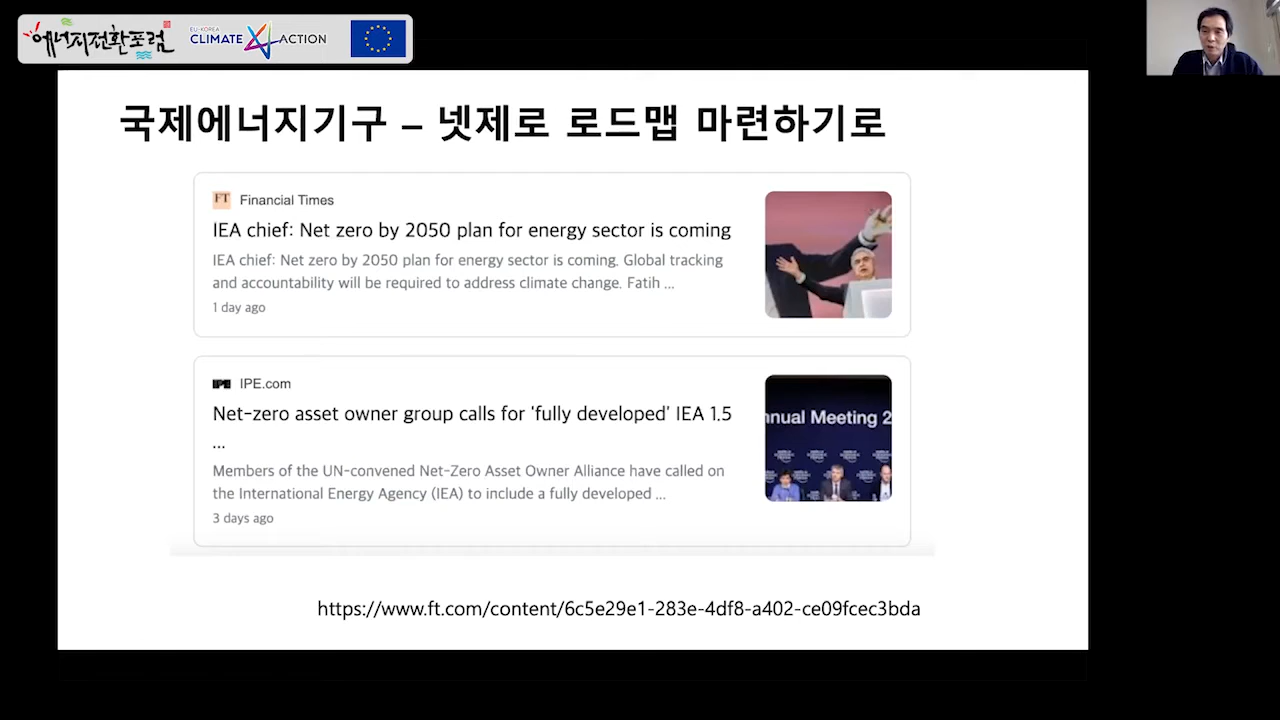 에너지전환포럼
EU-KOREA
CLIMATE ACTION
국제에너지기구 – 넷제로 로드맵 마련하기로
FT
Financial Times
IEA chief: Net zero by 2050 plan for energy sector is coming
IEA chief: Net zero by 2050 plan for energy sector is coming. Global tracking
and accountability will be required to address climate change. Fatih ...
1 day ago
IPE
IPE.com
Net-zero asset owner group calls for 'fully developed' IEA 1.5
...
Members of the UN-convened Net-Zero Asset Owner Alliance have called on
the International Energy Agency (IEA) to include a fully developed ...
3 days ago
nnual Meeting 2
https://www.ft.com/content/6c5e29e1-283e-4df8-a402-ce09fcec3bda